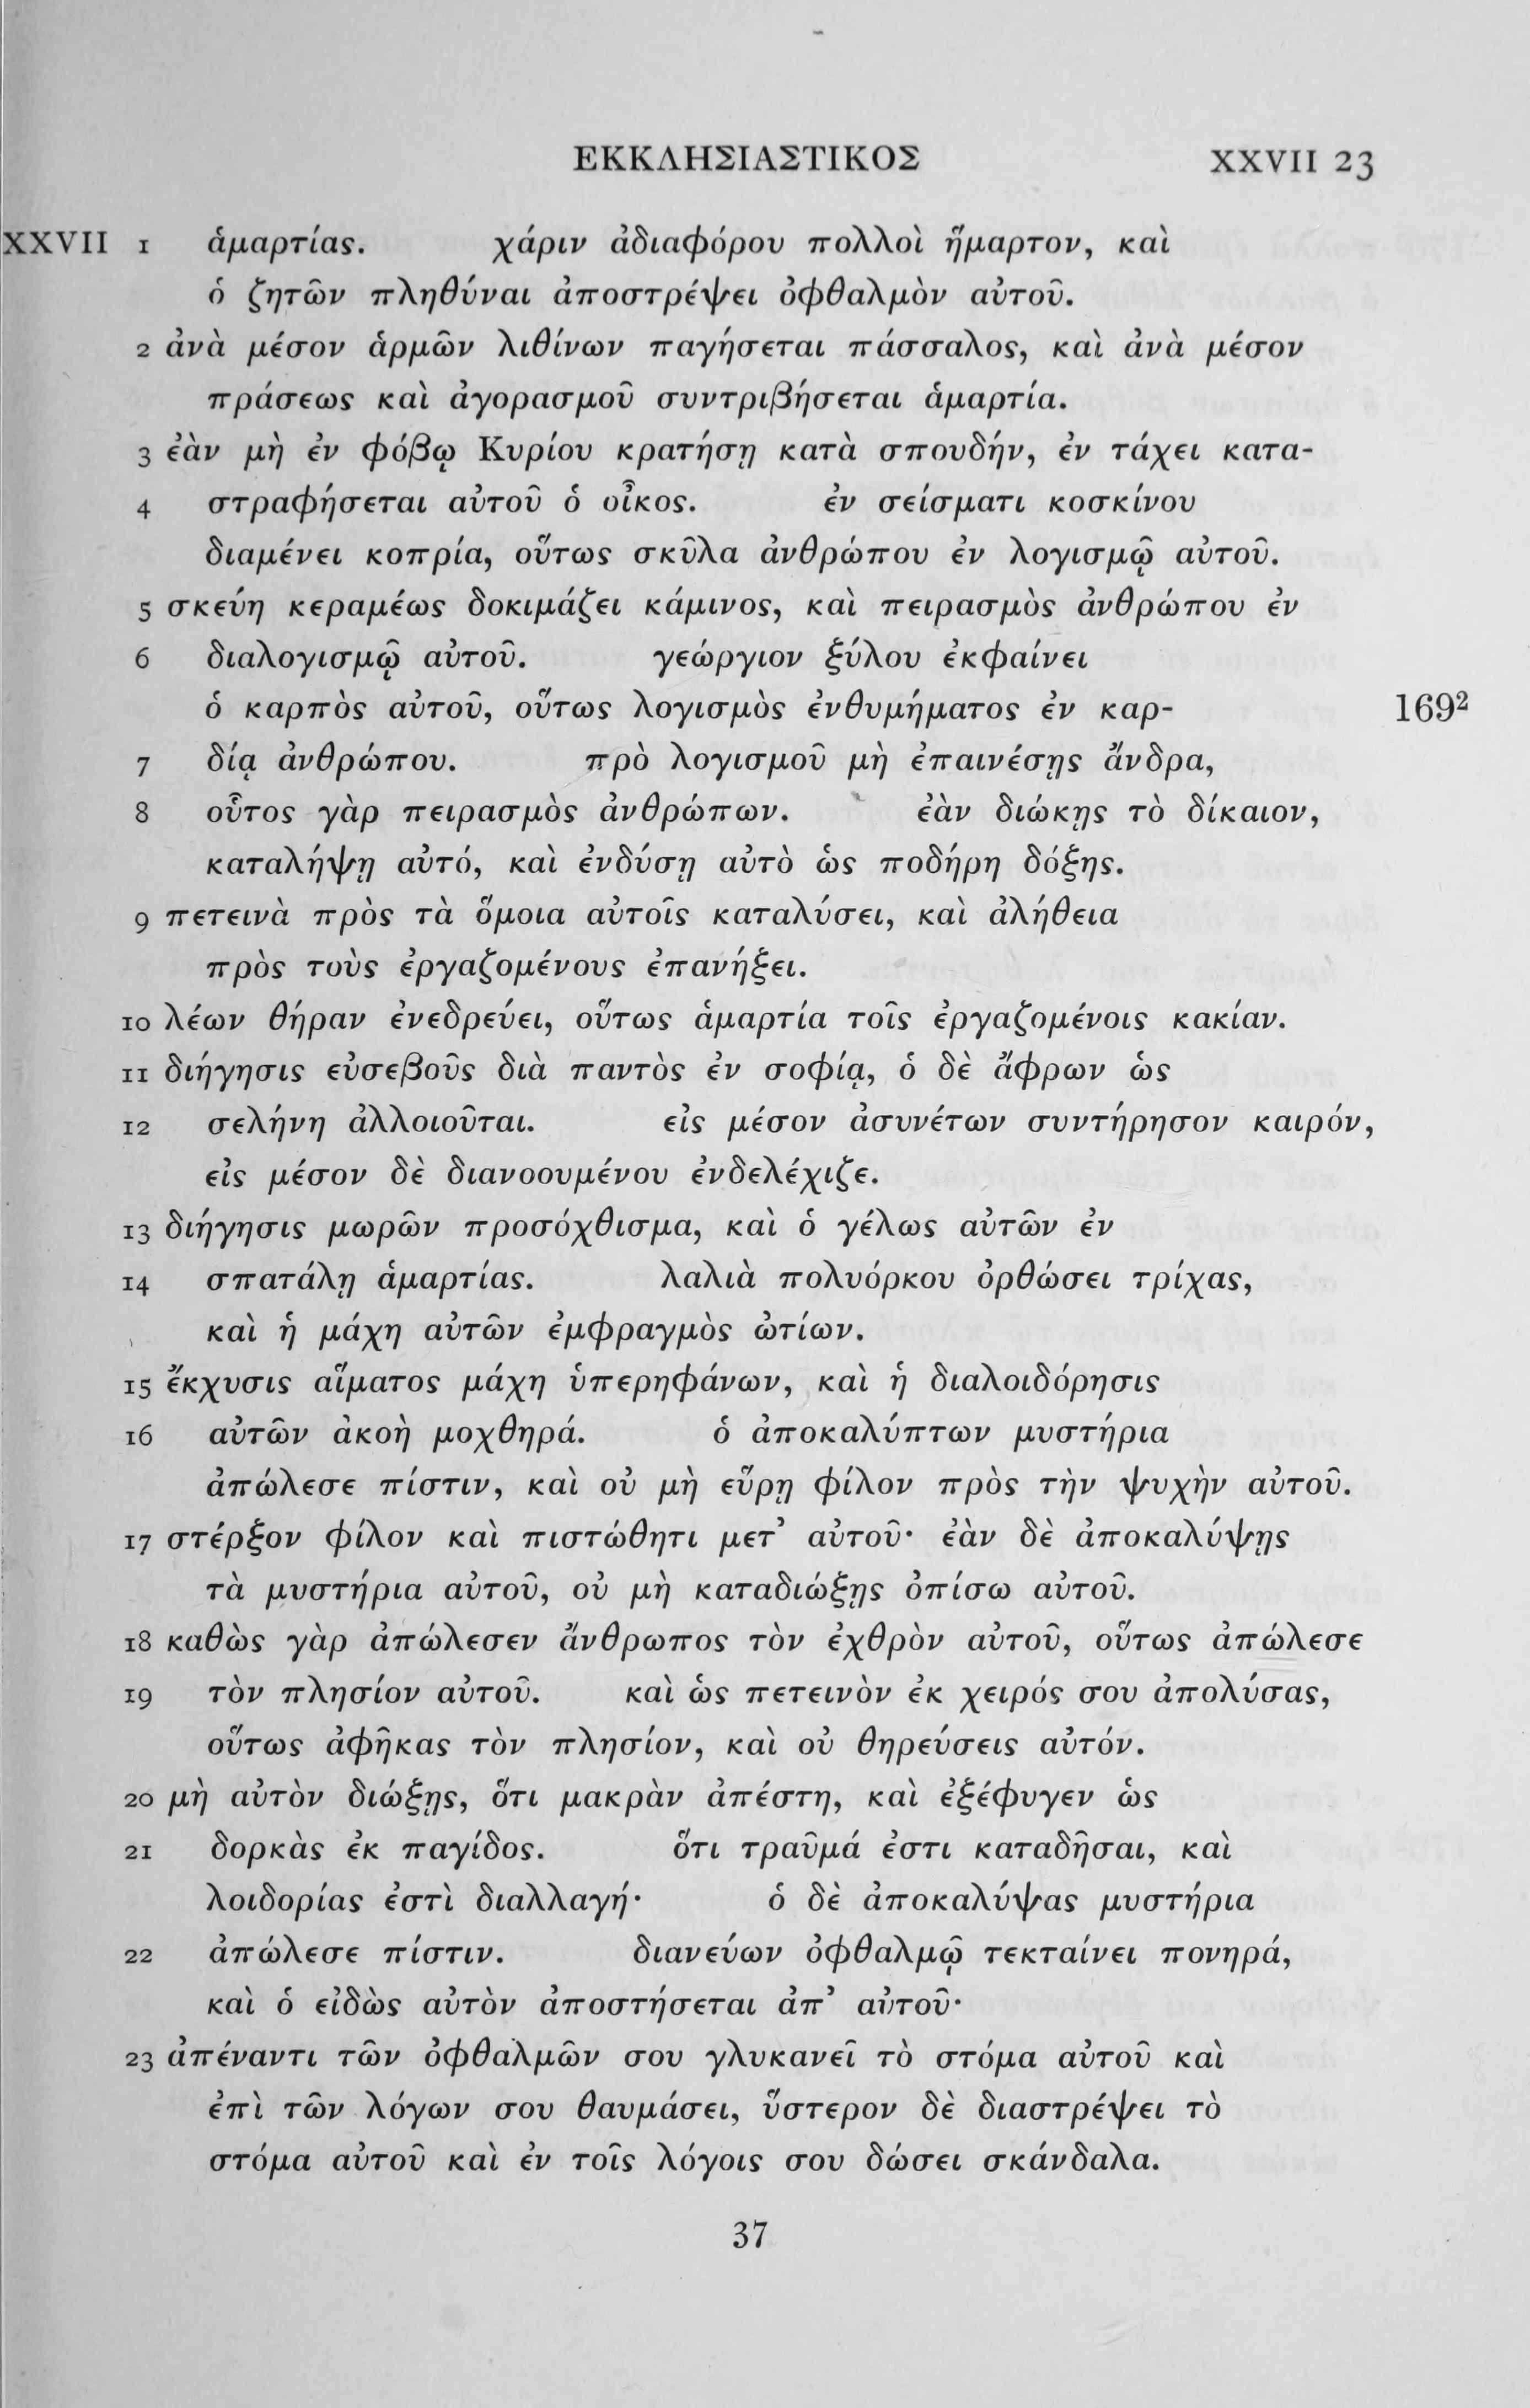 ΕΚΚΛΗΣΙΑΣΤΙΚΟΣ XXVII 23
XXVII 1 ἁμαρτίας. χάριν ἀδιαφόρου πολλοὶ ἥμαρτον, καὶ
ὁ ζητῶν πληθύναι ἀποστρέψει ὀφθαλμὸν αὐτοῦ.
2 ἀνὰ μέσον ἁρμῶν λιθίνων παγήσεται πάσσαλος, καὶ ἀνὰ μέσον
πράσεως καὶ ἀγορασμοῦ συντριβήσεται ἁμαρτία.
3 ἐὰν μὴ ἐν φόβῳ Κυρίου κρατήσῃ κατὰ σπουδήν, ἐν τάχει κατα-
4 στραφήσεται αὐτοῦ ὁ οἶκος. ἐν σείσματι κοσκίνου
διαμένει κοπρία, οὕτως σκῦλα ἀνθρώπου ἐν λογισμῷ αὐτοῦ.
5 σκεύη κεραμέως δοκιμάζει κάμινος, καὶ πειρασμὸς ἀνθρώπου ἐν
6 διαλογισμῷ αὐτοῦ. γεώργιον ξύλου ἐκφαίνει
ὁ καρπὸς αὐτοῦ, οὕτως λογισμὸς ἐνθυμήματος ἐν καρ- 169²
7 δίᾳ ἀνθρώπου. πρὸ λογισμοῦ μὴ ἐπαινέσῃς ἄνδρα,
8 οὗτος γὰρ πειρασμὸς ἀνθρώπων. ἐὰν διώκῃς τὸ δίκαιον,
καταλήψῃ αὐτό, καὶ ἐνδύσῃ αὐτὸ ὡς ποδήρη δόξης.
9 πετεινὰ πρὸς τὰ ὅμοια αὐτοῖς καταλύσει, καὶ ἀλήθεια
πρὸς τοὺς ἐργαζομένους ἐπανήξει.
10 λέων θήραν ἐνεδρεύει, οὕτως ἁμαρτία τοῖς ἐργαζομένοις κακίαν.
11 διήγησις εὐσεβοῦς διὰ παντὸς ἐν σοφίᾳ, ὁ δὲ ἄφρων ὡς
12 σελήνη ἀλλοιοῦται. εἰς μέσον ἀσυνέτων συντήρησον καιρόν,
εἰς μέσον δὲ διανοουμένου ἐνδελέχιζε.
13 διήγησις μωρῶν προσόχθισμα, καὶ ὁ γέλως αὐτῶν ἐν
14 σπατάλῃ ἁμαρτίας. λαλιὰ πολυόρκου ὀρθώσει τρίχας,
καὶ ἡ μάχη αὐτῶν ἐμφραγμὸς ὠτίων.
15 ἔκχυσις αἵματος μάχη ὑπερηφάνων, καὶ ἡ διαλοιδόρησις
16 αὐτῶν ἀκοὴ μοχθηρά. ὁ ἀποκαλύπτων μυστήρια
ἀπώλεσε πίστιν, καὶ οὐ μὴ εὕρῃ φίλον πρὸς τὴν ψυχὴν αὐτοῦ.
17 στέρξον φίλον καὶ πιστώθητι μετ’ αὐτοῦ· ἐὰν δὲ ἀποκαλύψῃς
τὰ μυστήρια αὐτοῦ, οὐ μὴ καταδιώξῃς ὀπίσω αὐτοῦ.
18 καθὼς γὰρ ἀπώλεσεν ἄνθρωπος τὸν ἐχθρὸν αὐτοῦ, οὕτως ἀπώλεσε
19 τὸν πλησίον αὐτοῦ. καὶ ὡς πετεινὸν ἐκ χειρός σου ἀπολύσας,
οὕτως ἀφῆκας τὸν πλησίον, καὶ οὐ θηρεύσεις αὐτόν.
20 μὴ αὐτὸν διώξῃς, ὅτι μακρὰν ἀπέστη, καὶ ἐξέφυγεν ὡς
21 δορκὰς ἐκ παγίδος. ὅτι τραῦμά ἐστι καταδῆσαι, καὶ
λοιδορίας ἐστὶ διαλλαγή· ὁ δὲ ἀποκαλύψας μυστήρια
22 ἀπώλεσε πίστιν. διανεύων ὀφθαλμῷ τεκταίνει πονηρά,
καὶ ὁ εἰδὼς αὐτὸν ἀποστήσεται ἀπ’ αὐτοῦ·
23 ἀπέναντι τῶν ὀφθαλμῶν σου γλυκανεῖ τὸ στόμα αὐτοῦ καὶ
ἐπὶ τῶν λόγων σου θαυμάσει, ὕστερον δὲ διαστρέψει τὸ
στόμα αὐτοῦ καὶ ἐν τοῖς λόγοις σου δώσει σκάνδαλα.
37